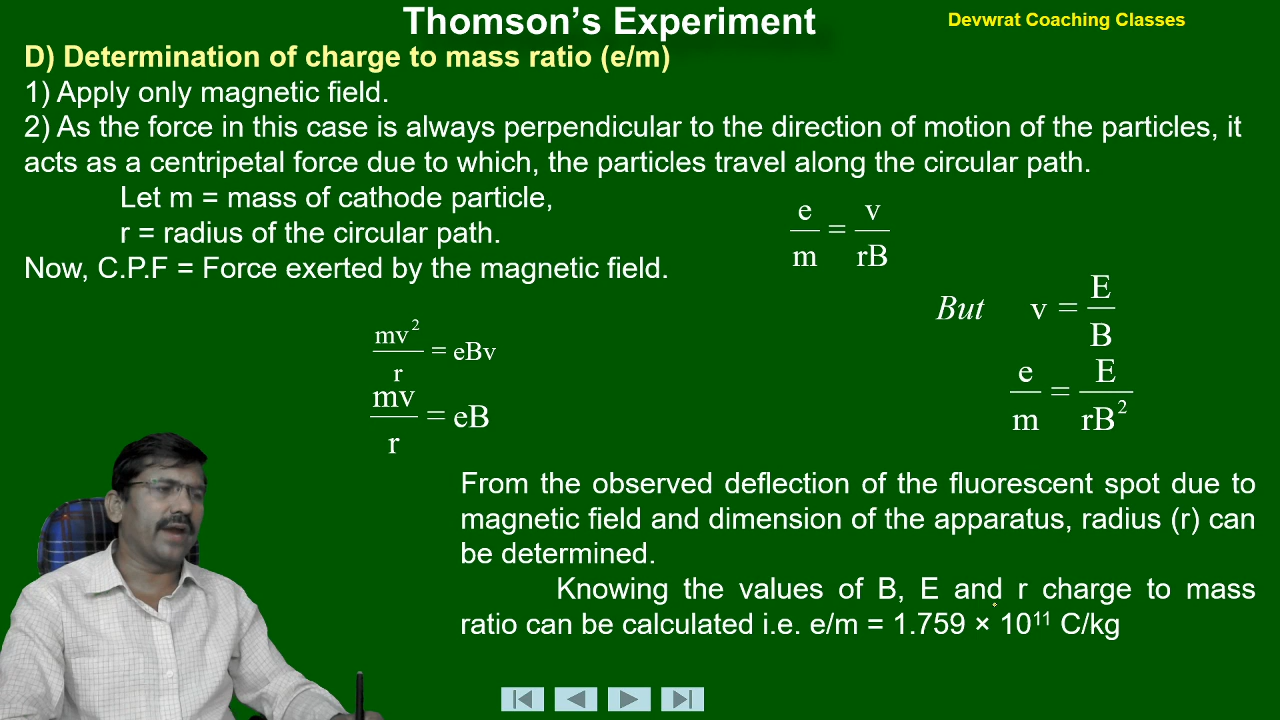 Thomson's Experiment
Devwrat Coaching Classes
D) Determination of charge to mass ratio (e/m)
1) Apply only magnetic field.
2) As the force in this case is always perpendicular to the direction of motion of the particles, it
acts as a centripetal force due to which, the particles travel along the circular path.
Let m = mass of cathode particle,
r = radius of the circular path.
Now, C.P.F = Force exerted by the magnetic field.
mv²/r = eBv
mv/r = eB
e/m = v/rB
But v = E/B
e/m = E/rB²
From the observed deflection of the fluorescent spot due to
magnetic field and dimension of the apparatus, radius (r) can
be determined.
Knowing the values of B, E and r charge to mass
ratio can be calculated i.e. e/m = 1.759 × 10¹¹ C/kg